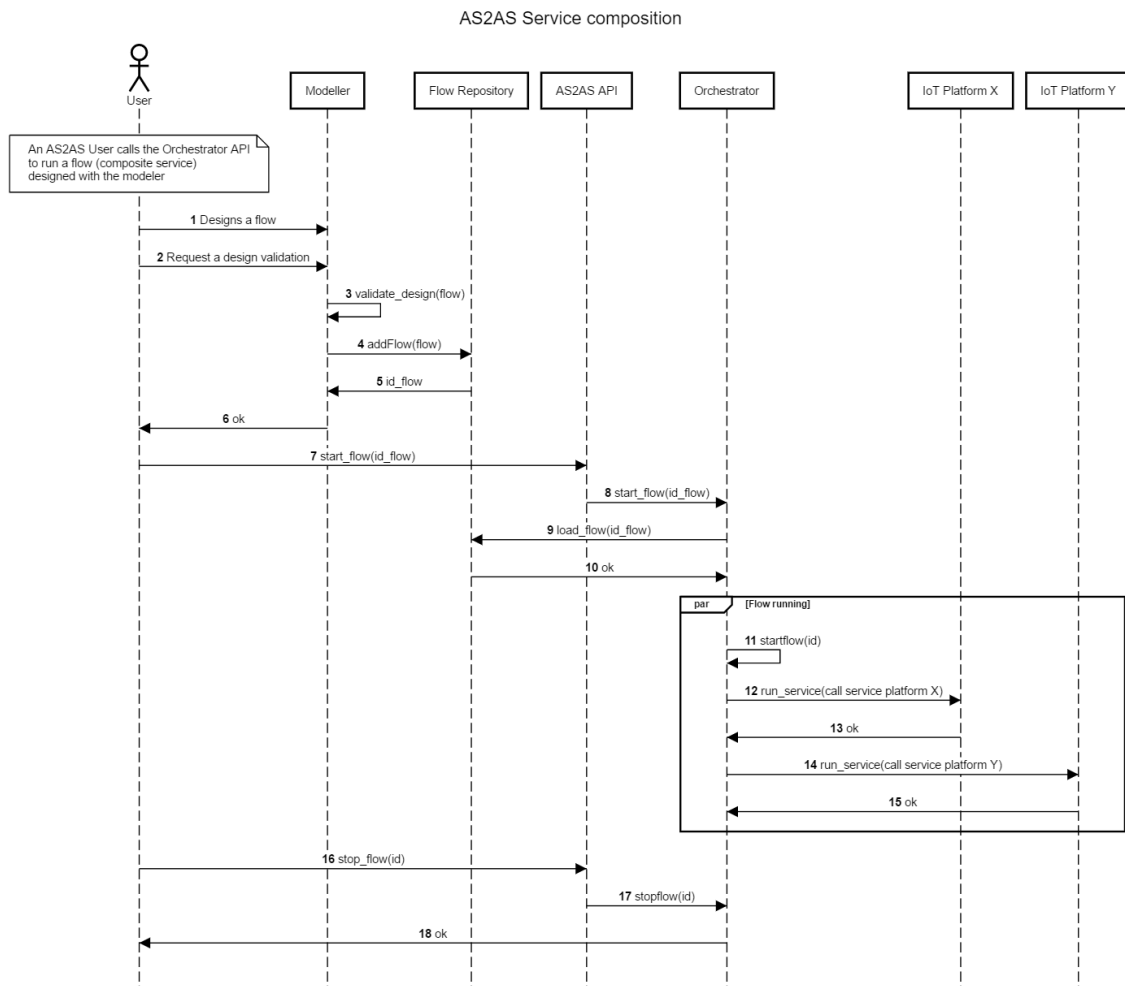 AS2AS Service composition
User
Modeller
Flow Repository
AS2AS API
Orchestrator
IoT Platform X
IoT Platform Y
An AS2AS User calls the Orchestrator API
to run a flow (composite service)
designed with the modeler
1 Designs a flow
2 Request a design validation
3 validate_design(flow)
4 addFlow(flow)
5 id_flow
6 ok
7 start_flow(id_flow)
8 start_flow(id_flow)
9 load_flow(id_flow)
10 ok
par [Flow running]
11 startflow(id)
12 run_service(call service platform X)
13 ok
14 run_service(call service platform Y)
15 ok
16 stop_flow(id)
17 stopflow(id)
18 ok